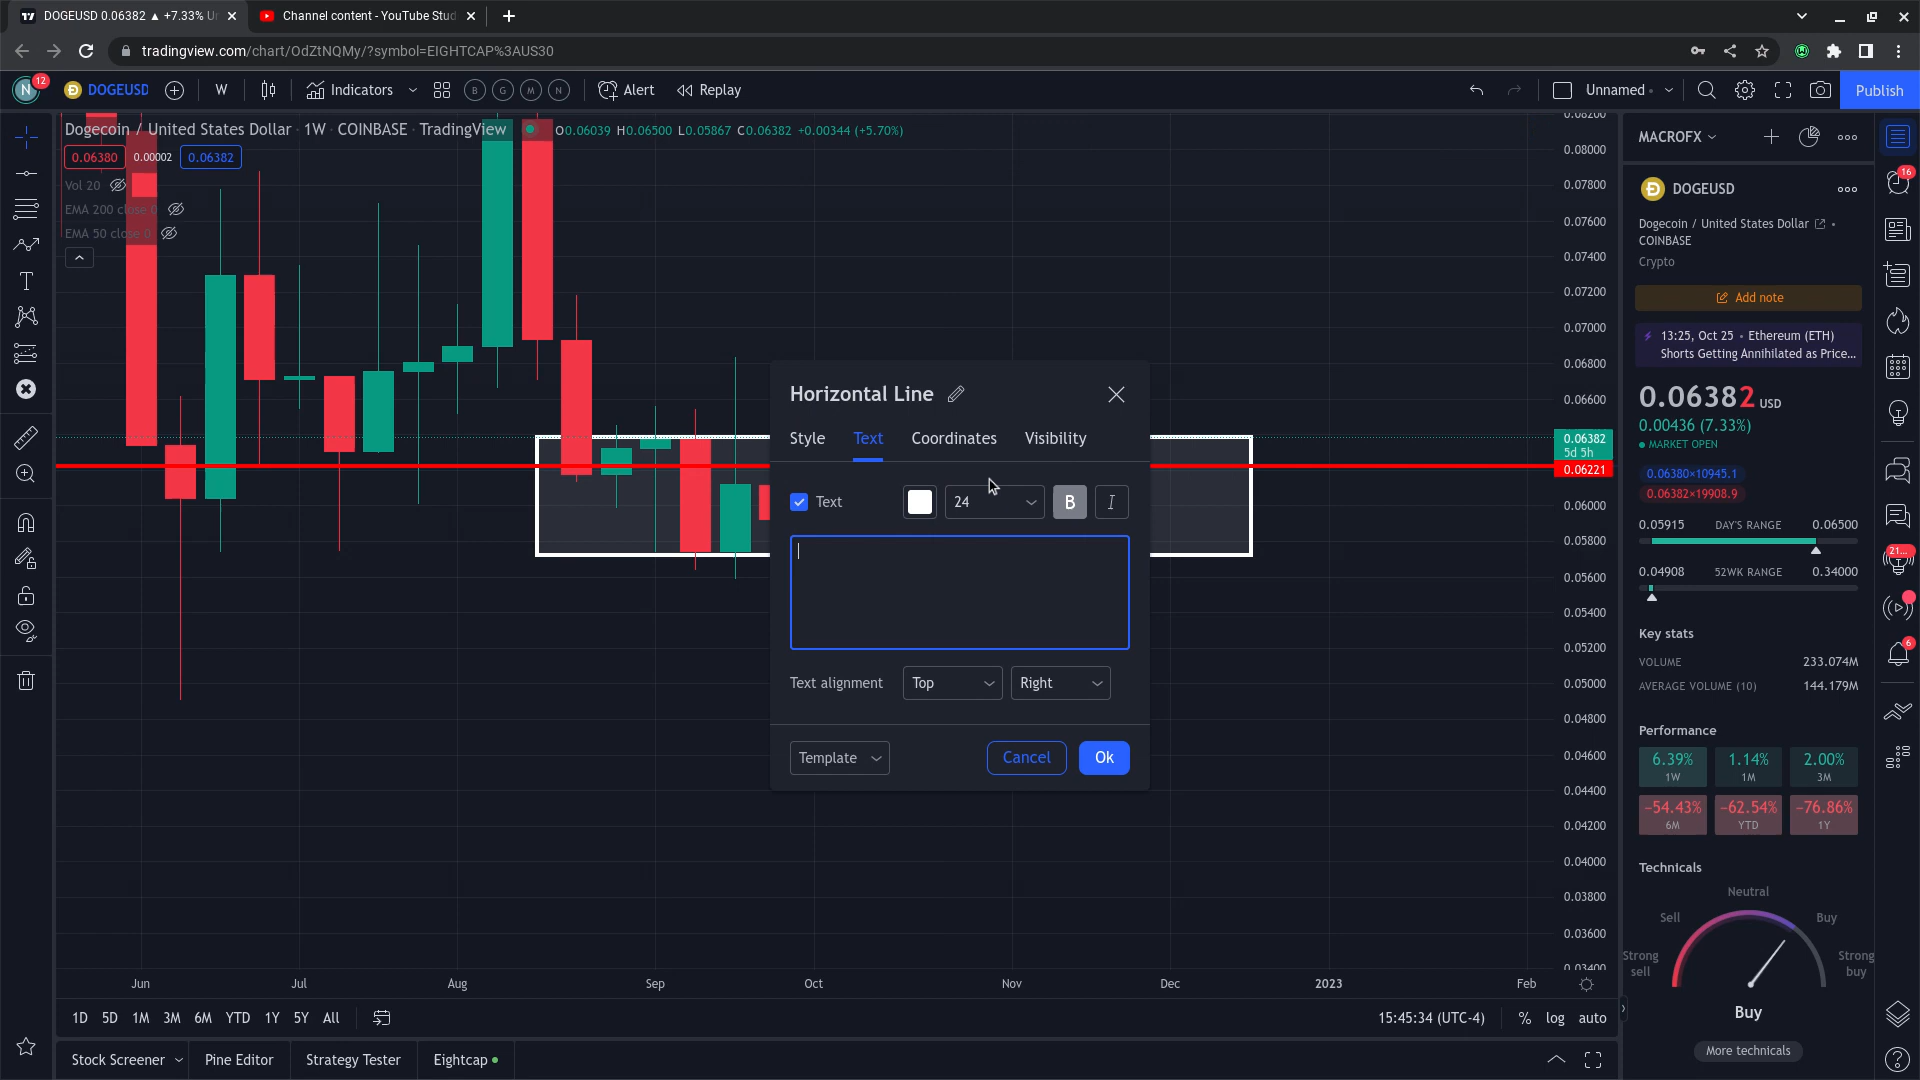 DOGEUSD 0.06382 ▲ +7.33% Un
Channel content - YouTube Stud
tradingview.com/chart/OdZtNQMy/?symbol=EIGHTCAP%3AUS30
N
12
DOGEUSD
W
Indicators
B G M N
Alert
Replay
Unnamed
Publish
Dogecoin / United States Dollar · 1W · COINBASE · TradingView
O0.06039 H0.06500 L0.05867 C0.06382 +0.00344 (+5.70%)
0.06380 0.00002 0.06382
Vol 20
EMA 200 close 0
EMA 50 close 0
0.08200
0.08000
0.07800
0.07600
0.07400
0.07200
0.07000
0.06800
0.06600
0.06382
5d 5h
0.06221
0.06000
0.05800
0.05600
0.05400
0.05200
0.05000
0.04800
0.04600
0.04400
0.04200
0.04000
0.03800
0.03600
0.03400
Horizontal Line
Style Text Coordinates Visibility
Text
24
B I
Text alignment Top Right
Template Cancel Ok
Jun Jul Aug Sep Oct Nov Dec 2023 Feb
1D 5D 1M 3M 6M YTD 1Y 5Y All
15:45:34 (UTC-4) % log auto
Stock Screener Pine Editor Strategy Tester Eightcap
MACROFX
DOGEUSD
Dogecoin / United States Dollar
COINBASE
Crypto
Add note
13:25, Oct 25 · Ethereum (ETH)
Shorts Getting Annihilated as Price...
0.06382 USD
0.00436 (7.33%)
MARKET OPEN
0.06380×10945.1
0.06382×19908.9
0.05915 DAY'S RANGE 0.06500
0.04908 52WK RANGE 0.34000
Key stats
VOLUME 233.074M
AVERAGE VOLUME (10) 144.179M
Performance
6.39% 1.14% 2.00%
1W 1M 3M
−54.43% −62.54% −76.86%
6M YTD 1Y
Technicals
Neutral
Sell Buy
Strong sell
Strong buy
Buy
More technicals
16
21...
6